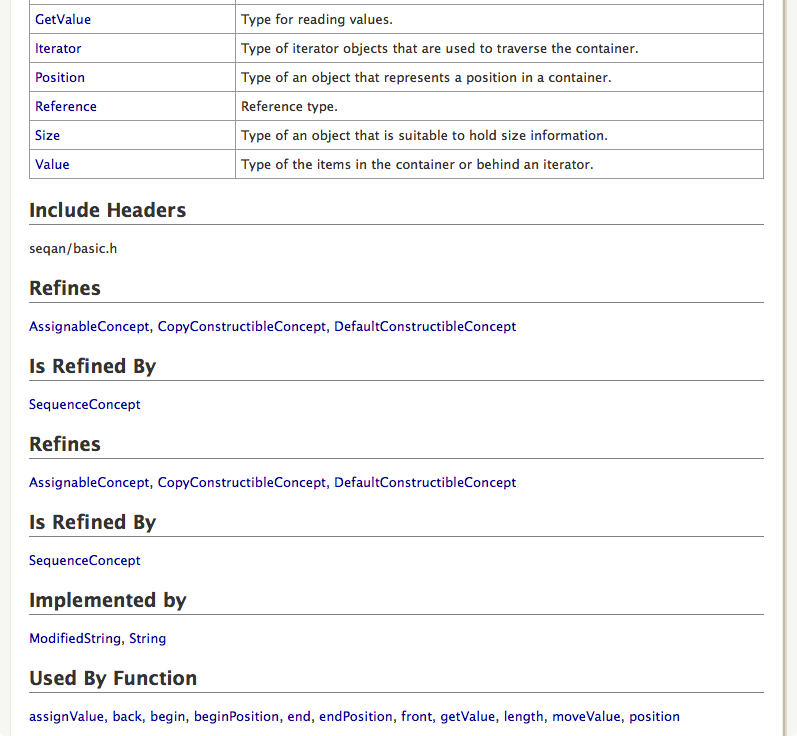 GetValue Type for reading values.
Iterator Type of iterator objects that are used to traverse the container.
Position Type of an object that represents a position in a container.
Reference Reference type.
Size Type of an object that is suitable to hold size information.
Value Type of the items in the container or behind an iterator.
Include Headers
seqan/basic.h
Refines
AssignableConcept, CopyConstructibleConcept, DefaultConstructibleConcept
Is Refined By
SequenceConcept
Refines
AssignableConcept, CopyConstructibleConcept, DefaultConstructibleConcept
Is Refined By
SequenceConcept
Implemented by
ModifiedString, String
Used By Function
assignValue, back, begin, beginPosition, end, endPosition, front, getValue, length, moveValue, position